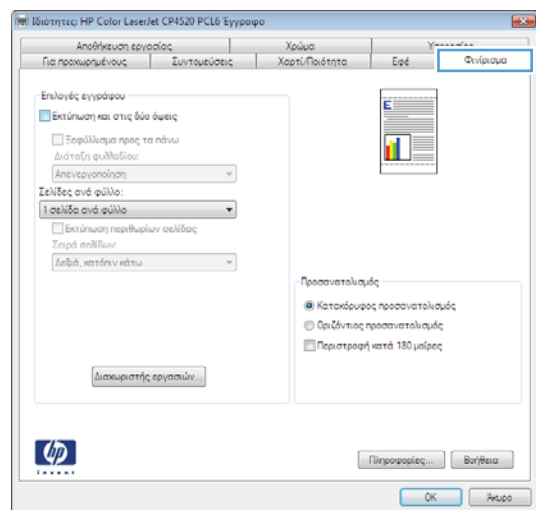 Ιδιότητες: HP Color LaserJet CP4520 PCL6 Έγγραφο
Αποθήκευση εργασίας
Χρώμα
Υπηρεσίες
Για προχωρημένους
Συντομεύσεις
Χαρτί/Ποιότητα
Εφέ
Φινίρισμα
Επιλογές εγγράφου
Εκτύπωση και στις δύο όψεις
Ξεφύλλισμα προς τα πάνω
Διάταξη φυλλαδίου:
Απενεργοποίηση
Σελίδες ανά φύλλο:
1 σελίδα ανά φύλλο
Εκτύπωση περιθωρίων σελίδας
Σειρά σελίδων:
Δεξιά, κατόπιν κάτω
Διαχωριστής εργασιών...
E
Προσανατολισμός
Κατακόρυφος προσανατολισμός
Οριζόντιος προσανατολισμός
Περιστροφή κατά 180 μοίρες
hp
invent
Πληροφορίες...
Βοήθεια
OK
Άκυρο